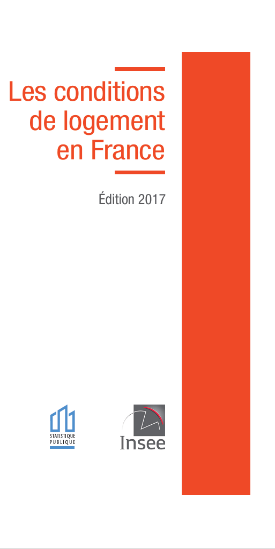 Les conditions
de logement
en France
Édition 2017
STATISTIQUE
PUBLIQUE
Insee